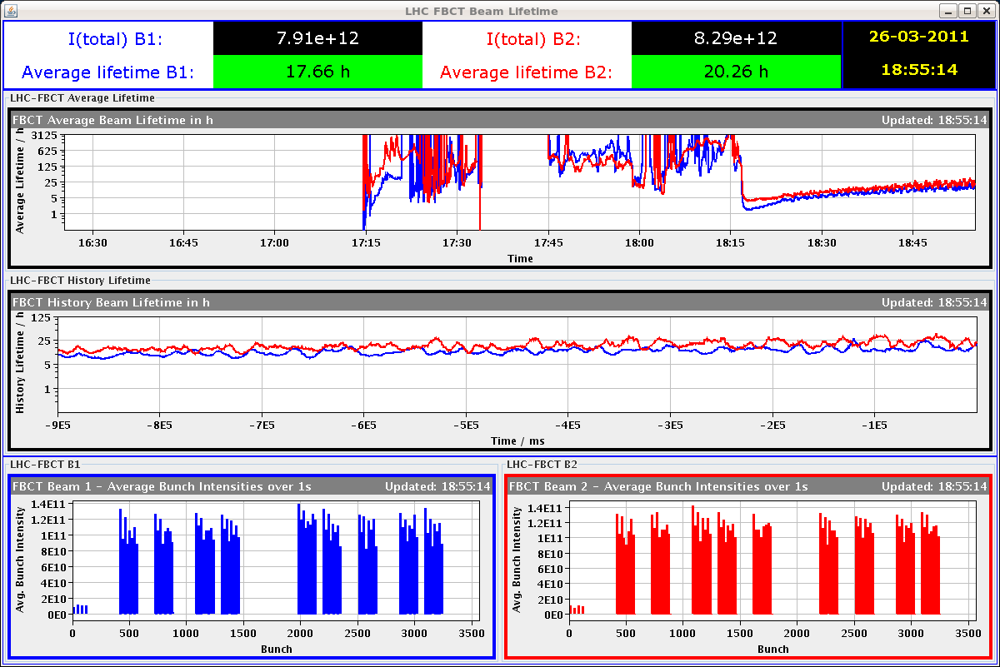 LHC FBCT Beam Lifetime
I(total) B1: 7.91e+12 I(total) B2: 8.29e+12 26-03-2011
Average lifetime B1: 17.66 h Average lifetime B2: 20.26 h 18:55:14
LHC-FBCT Average Lifetime
FBCT Average Beam Lifetime in h Updated: 18:55:14
Average Lifetime / h
3125
625
125
25
5
1
16:30 16:45 17:00 17:15 17:30 17:45 18:00 18:15 18:30 18:45
Time
LHC-FBCT History Lifetime
FBCT History Beam Lifetime in h Updated: 18:55:14
History Lifetime / h
125
25
5
1
-9E5 -8E5 -7E5 -6E5 -5E5 -4E5 -3E5 -2E5 -1E5
Time / ms
LHC-FBCT B1
FBCT Beam 1 - Average Bunch Intensities over 1s Updated: 18:55:14
Avg. Bunch Intensity
1.4E11
1.2E11
1E11
8E10
6E10
4E10
2E10
0E0
0 500 1000 1500 2000 2500 3000 3500
Bunch
LHC-FBCT B2
FBCT Beam 2 - Average Bunch Intensities over 1s Updated: 18:55:14
Avg. Bunch Intensity
1.4E11
1.2E11
1E11
8E10
6E10
4E10
2E10
0E0
0 500 1000 1500 2000 2500 3000 3500
Bunch